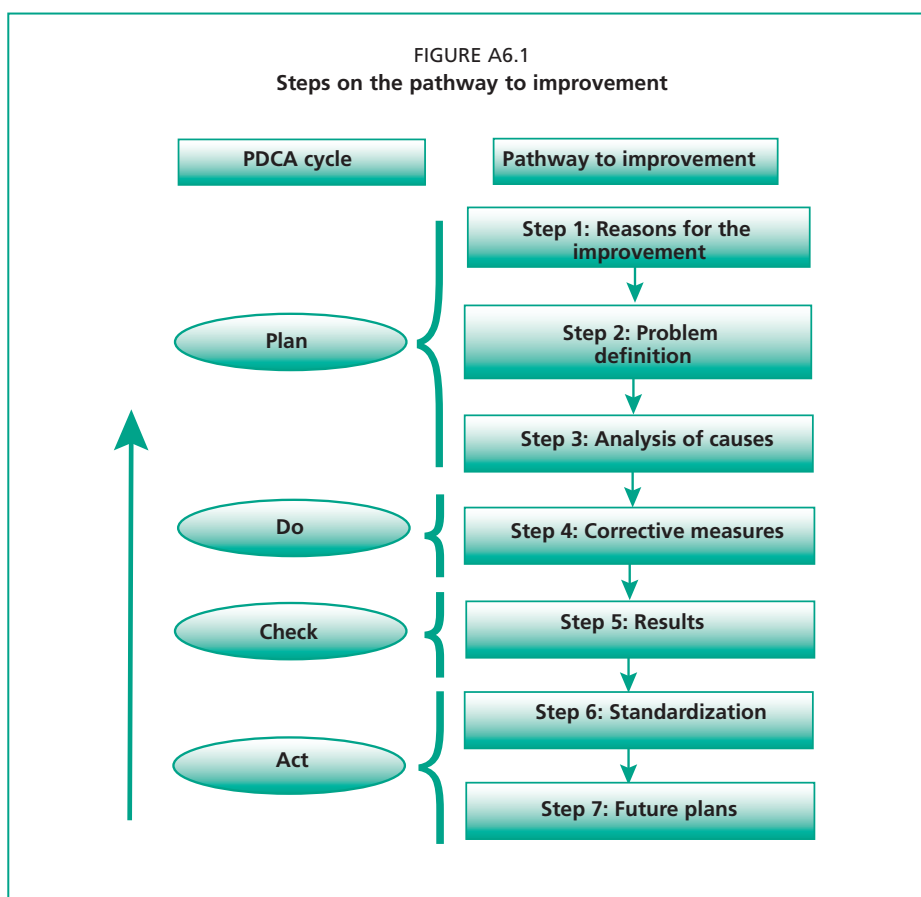 FIGURE A6.1
Steps on the pathway to improvement
PDCA cycle
Pathway to improvement
Step 1: Reasons for the
improvement
Plan
Step 2: Problem
definition
Step 3: Analysis of causes
Do
Step 4: Corrective measures
Check
Step 5: Results
Step 6: Standardization
Act
Step 7: Future plans